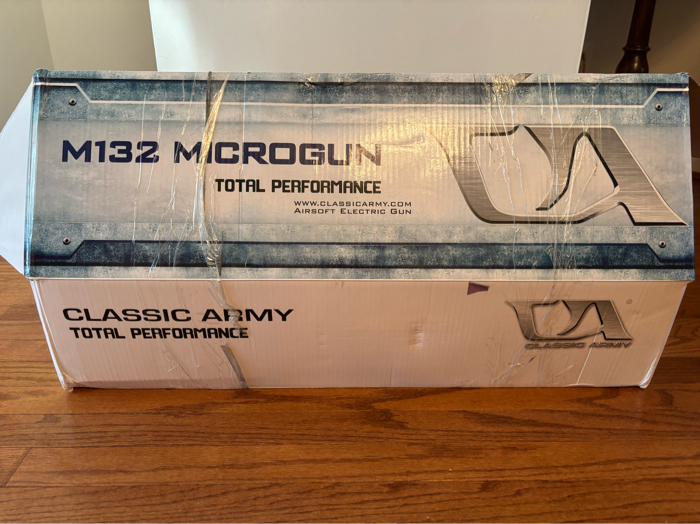 M132 MICROGUN
TOTAL PERFORMANCE
WWW.CLASSICARMY.COM
AIRSOFT ELECTRIC GUN
CA
CLASSIC ARMY
TOTAL PERFORMANCE
CA
®
CLASSIC ARMY